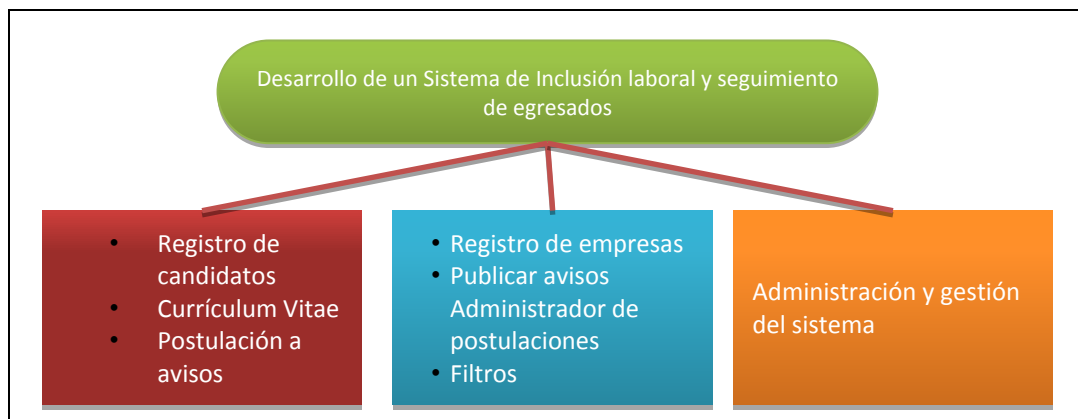 Desarrollo de un Sistema de Inclusión laboral y seguimiento
de egresados
• Registro de
candidatos
• Currículum Vitae
• Postulación a
avisos
• Registro de empresas
• Publicar avisos
Administrador de
postulaciones
• Filtros
Administración y gestión
del sistema